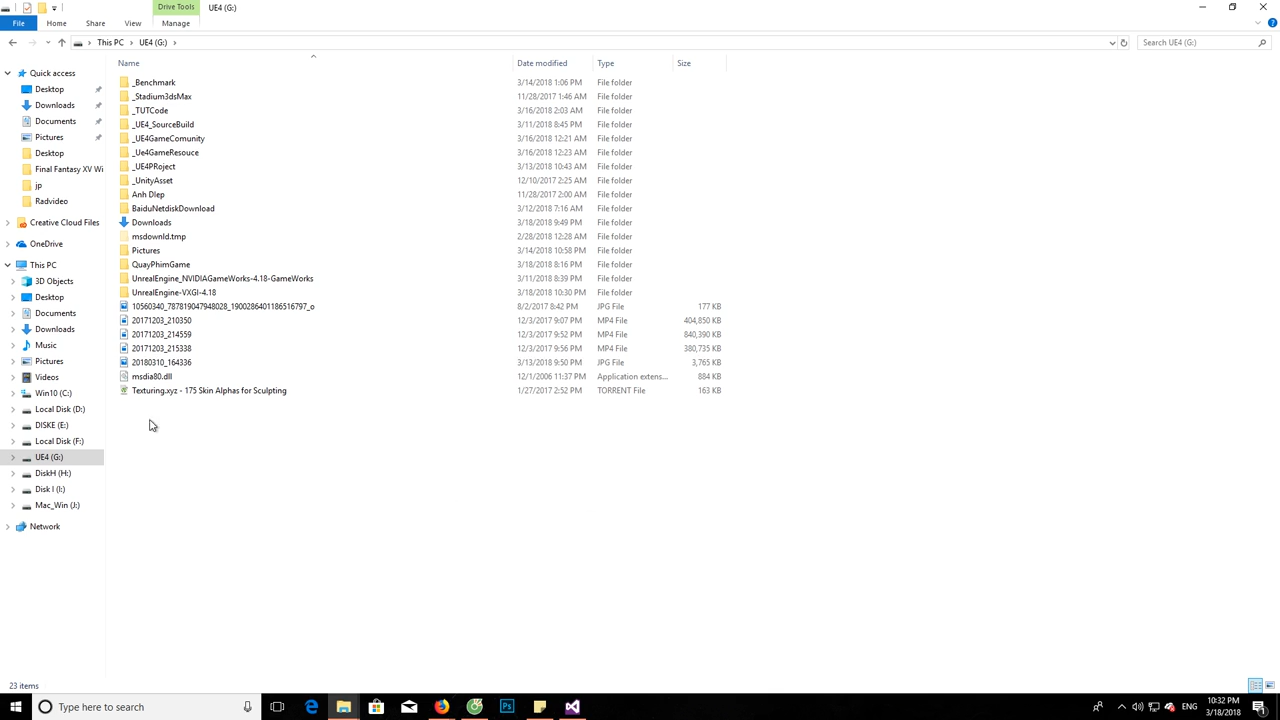 Drive Tools
UE4 (G:)
File
Home
Share
View
Manage
This PC
UE4 (G:)
Search UE4 (G:)
Name
Date modified
Type
Size
Quick access
Desktop
Downloads
Documents
Pictures
Desktop
Final Fantasy XV Wi
jp
Radvideo
Creative Cloud Files
OneDrive
This PC
3D Objects
Desktop
Documents
Downloads
Music
Pictures
Videos
Win10 (C:)
Local Disk (D:)
DISKE (E:)
Local Disk (F:)
UE4 (G:)
DiskH (H:)
Disk I (I:)
Mac_Win (J:)
Network
_Benchmark 3/14/2018 1:06 PM File folder
_Stadium3dsMax 11/28/2017 1:46 AM File folder
_TUTCode 3/16/2018 2:03 AM File folder
_UE4_SourceBuild 3/11/2018 8:45 PM File folder
_UE4GameComunity 3/16/2018 12:21 AM File folder
_Ue4GameResouce 3/16/2018 12:23 AM File folder
_UE4PRoject 3/13/2018 10:43 AM File folder
_UnityAsset 12/10/2017 2:25 AM File folder
Anh DIep 11/28/2017 2:00 AM File folder
BaiduNetdiskDownload 3/12/2018 7:16 AM File folder
Downloads 3/18/2018 9:49 PM File folder
msdownld.tmp 2/28/2018 12:28 AM File folder
Pictures 3/14/2018 10:58 PM File folder
QuayPhimGame 3/18/2018 8:16 PM File folder
UnrealEngine_NVIDIAGameWorks-4.18-GameWorks 3/11/2018 8:39 PM File folder
UnrealEngine-VXGI-4.18 3/18/2018 10:30 PM File folder
10560340_787819047948028_1900286401186516797_o 8/2/2017 8:42 PM JPG File 177 KB
20171203_210350 12/3/2017 9:07 PM MP4 File 404,850 KB
20171203_214559 12/3/2017 9:52 PM MP4 File 840,390 KB
20171203_215338 12/3/2017 9:56 PM MP4 File 380,735 KB
20180310_164336 3/13/2018 9:50 PM JPG File 3,765 KB
msdia80.dll 12/1/2006 11:37 PM Application extens... 884 KB
Texturing.xyz - 175 Skin Alphas for Sculpting 1/27/2017 2:52 PM TORRENT File 163 KB
23 items
Type here to search
ENG
10:32 PM
3/18/2018